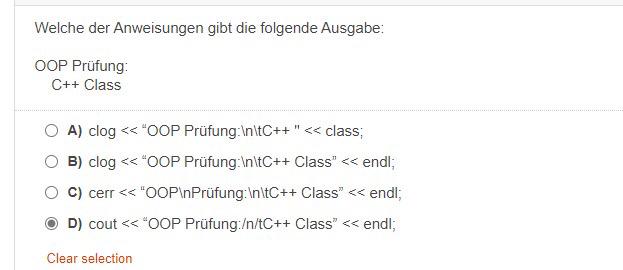 Welche der Anweisungen gibt die folgende Ausgabe:
OOP Prüfung:
C++ Class
A) clog << “OOP Prüfung:\n\tC++ " << class;
B) clog << “OOP Prüfung:\n\tC++ Class” << endl;
C) cerr << “OOP\nPrüfung:\n\tC++ Class” << endl;
D) cout << “OOP Prüfung:/n/tC++ Class” << endl;
Clear selection